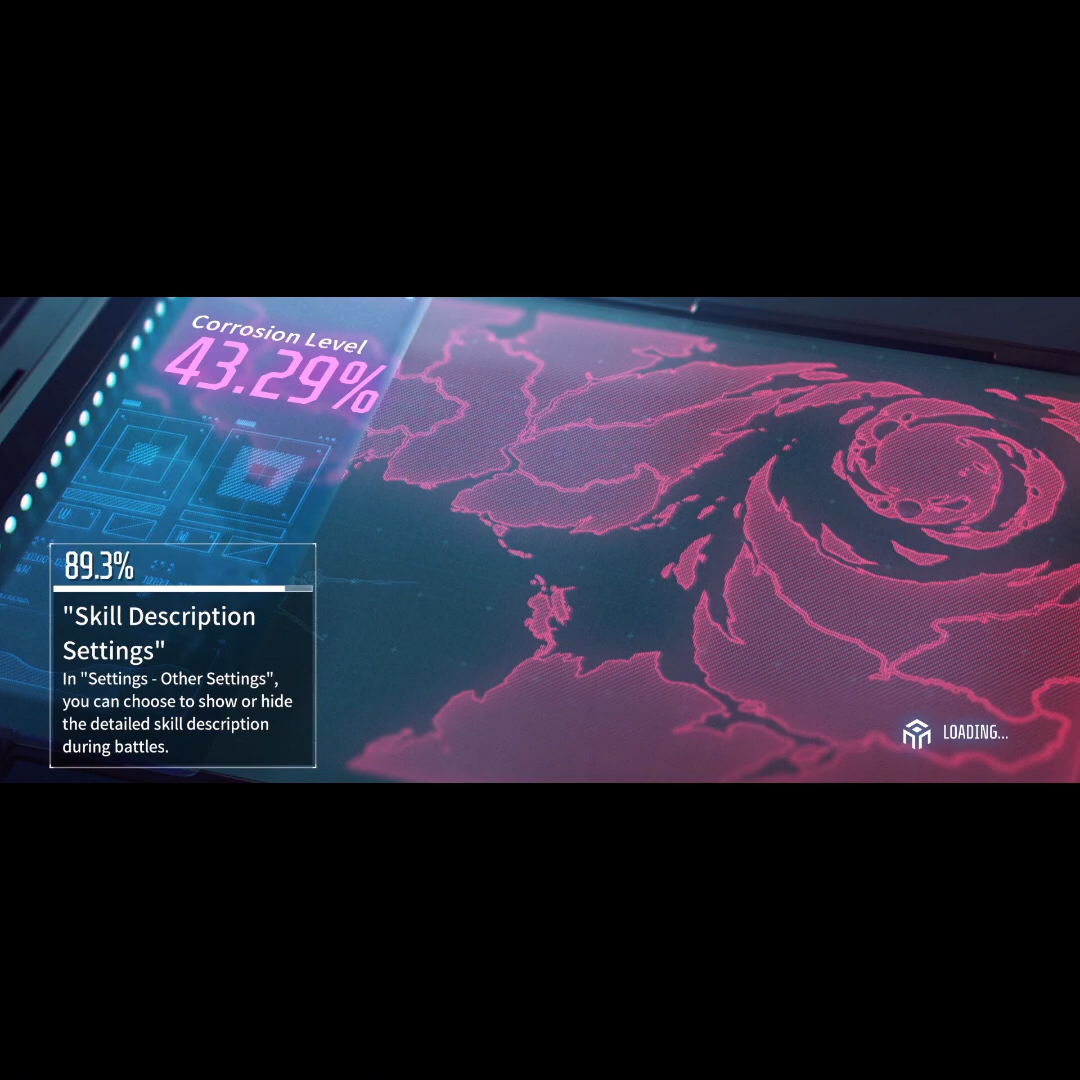 Corrosion Level
43.29%
89.3%
"Skill Description
Settings"
In "Settings - Other Settings",
you can choose to show or hide
the detailed skill description
during battles.
LOADING...